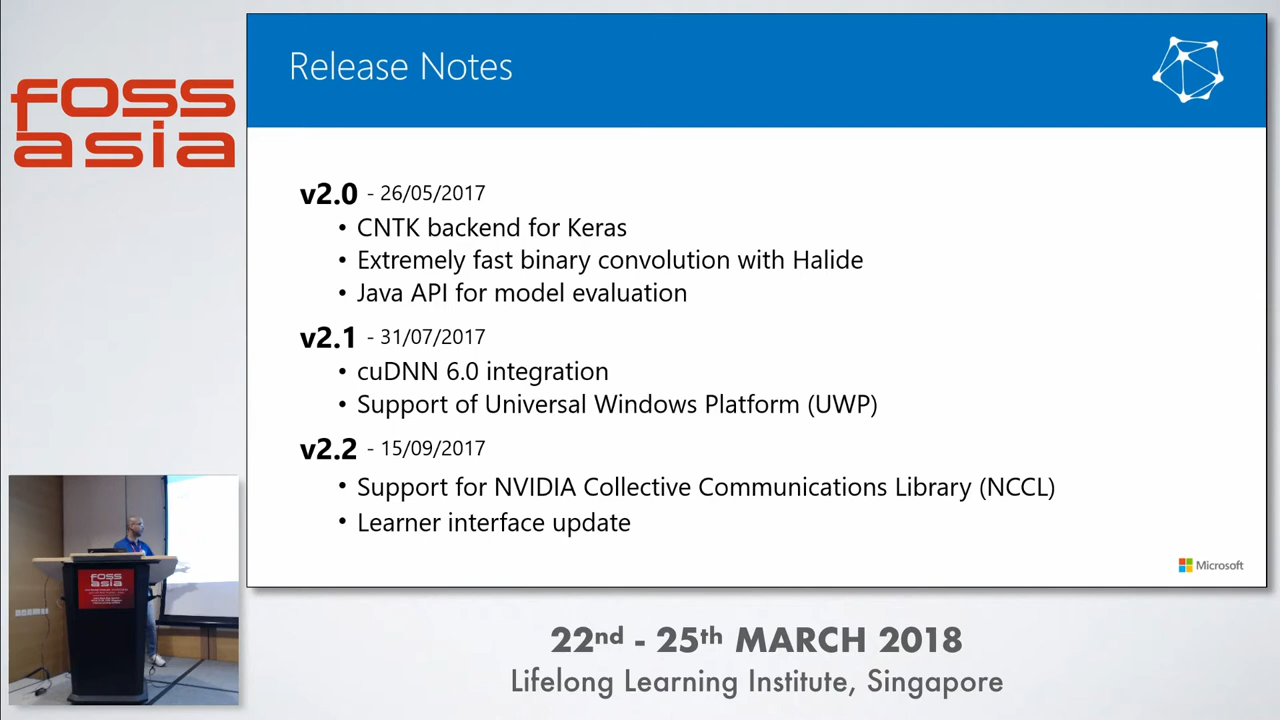 foss
asia
Release Notes
v2.0 - 26/05/2017
• CNTK backend for Keras
• Extremely fast binary convolution with Halide
• Java API for model evaluation
v2.1 - 31/07/2017
• cuDNN 6.0 integration
• Support of Universal Windows Platform (UWP)
v2.2 - 15/09/2017
• Support for NVIDIA Collective Communications Library (NCCL)
• Learner interface update
Microsoft
foss
asia
22nd - 25th MARCH 2018
Lifelong Learning Institute, Singapore